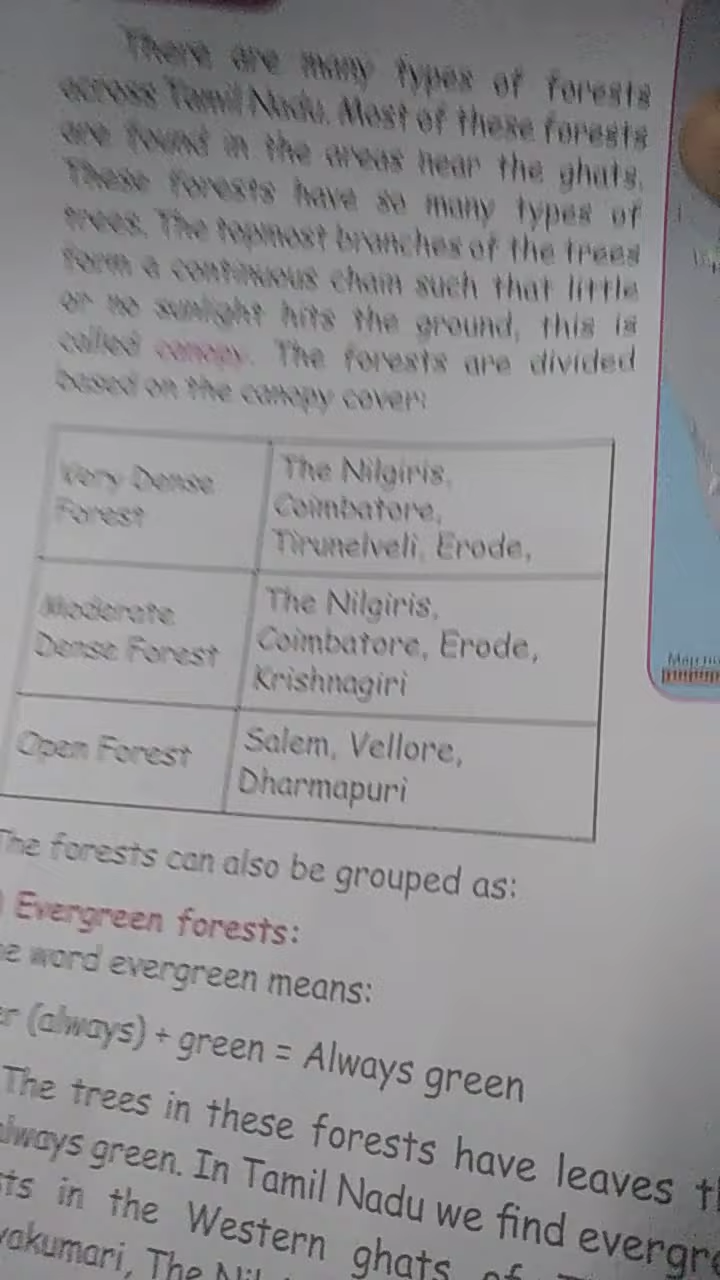 There are many types of forests
across Tamil Nadu. Most of these forests
are found in the areas near the ghats.
These forests have so many types of
trees. The topmost branches of the trees
form a continuous chain such that little
or no sunlight hits the ground, this is
called canopy. The forests are divided
based on the canopy cover:
Very Dense
Forest
The Nilgiris,
Coimbatore,
Tirunelveli, Erode,
Moderate
Dense Forest
The Nilgiris,
Coimbatore, Erode,
Krishnagiri
Open Forest
Salem, Vellore,
Dharmapuri
The forests can also be grouped as:
Evergreen forests:
word evergreen means:
(always) + green = Always green
The trees in these forests have leaves
always green. In Tamil Nadu we find
in the Western ghats of
The